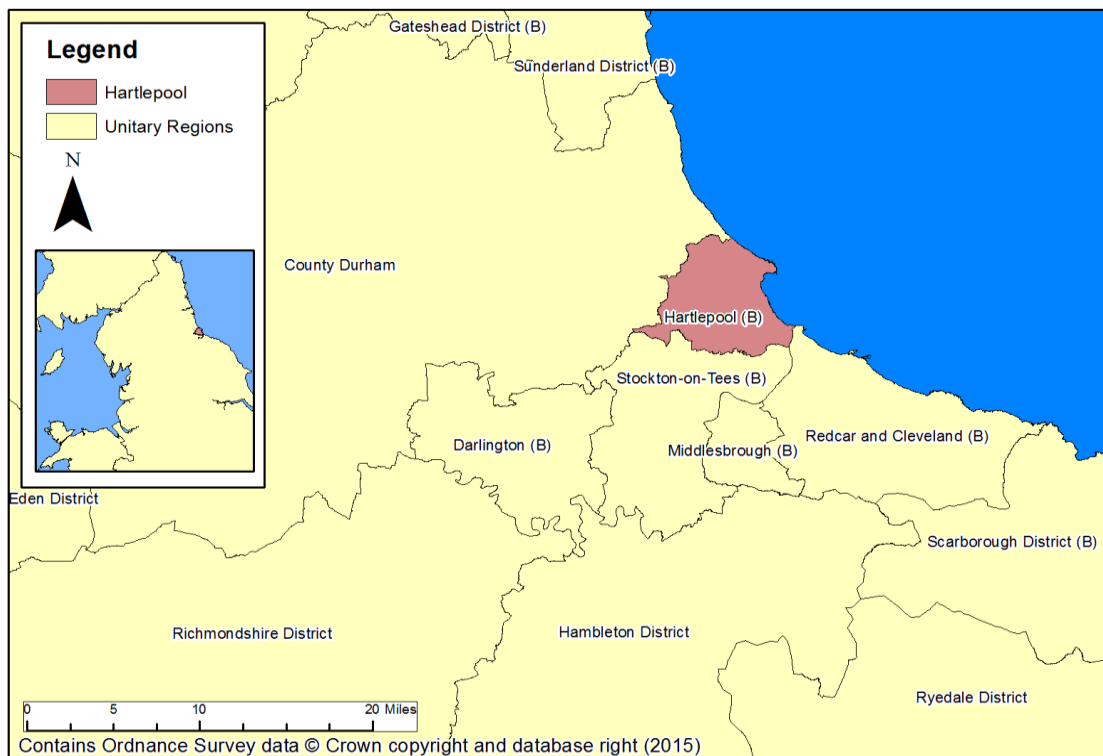 Gateshead District (B)
Legend
Sunderland District (B)
Hartlepool
Unitary Regions
N
County Durham
Hartlepool (B)
Stockton-on-Tees (B)
Darlington (B)
Middlesbrough (B)
Redcar and Cleveland (B)
Eden District
Scarborough District (B)
Richmondshire District
Hambleton District
Ryedale District
0 5 10 20 Miles
Contains Ordnance Survey data © Crown copyright and database right (2015)